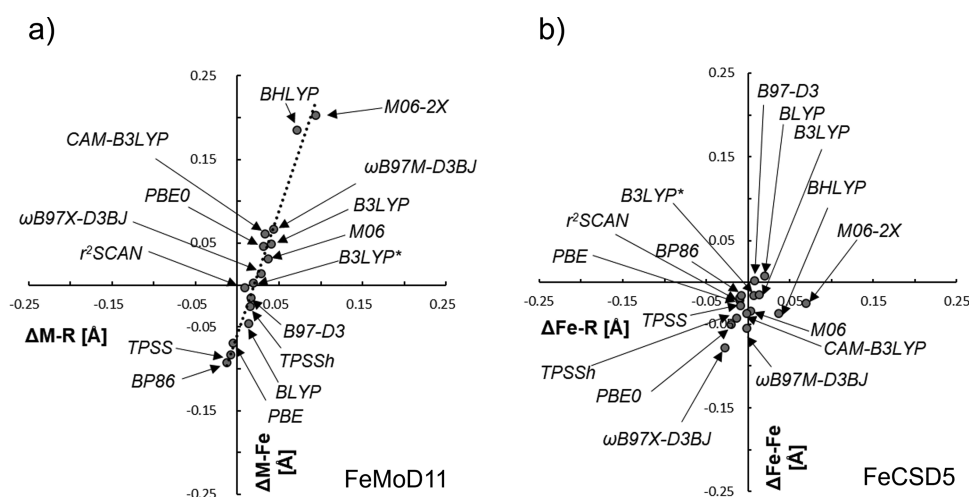 a)
0.25
BHLYP
M06-2X
CAM-B3LYP
0.15
ωB97M-D3BJ
PBE0
B3LYP
ωB97X-D3BJ
0.05
M06
r²SCAN
B3LYP*
-0.25
-0.15
-0.05
0.05
0.15
0.25
ΔM-R [Å]
-0.05
B97-D3
TPSS
TPSSh
BP86
BLYP
PBE
-0.15
ΔM-Fe
[Å]
FeMoD11
-0.25
b)
0.25
B97-D3
BLYP
B3LYP
0.15
B3LYP*
BHLYP
r²SCAN
M06-2X
BP86
0.05
PBE
-0.25
-0.15
-0.05
0.05
0.15
0.25
ΔFe-R [Å]
TPSS
-0.05
M06
TPSSh
CAM-B3LYP
PBE0
ωB97M-D3BJ
-0.15
ωB97X-D3BJ
ΔFe-Fe
[Å]
FeCSD5
-0.25